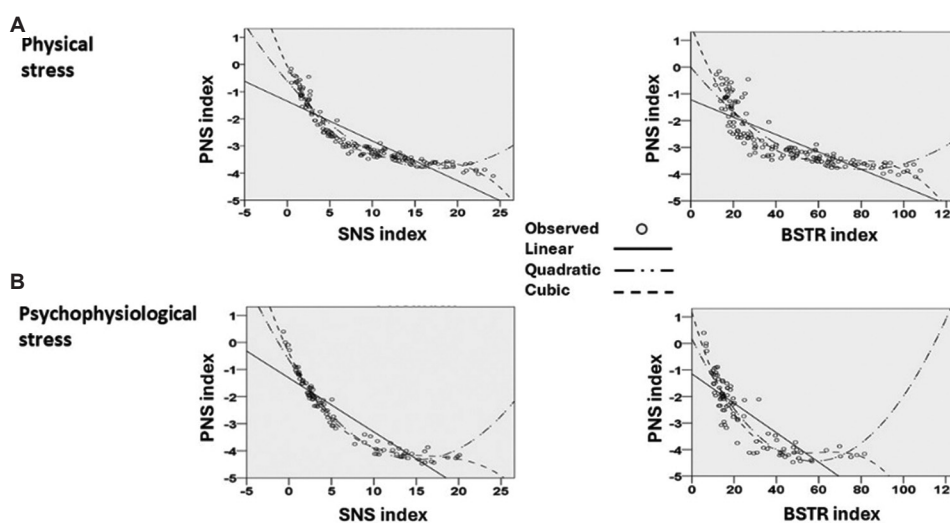 A
Physical
stress
PNS index
1
0
-1
-2
-3
-4
-5
-5 0 5 10 15 20 25
SNS index
PNS index
1
0
-1
-2
-3
-4
-5
0 20 40 60 80 100 12
BSTR index
Observed
Linear
Quadratic
Cubic
B
Psychophysiological
stress
PNS index
1
0
-1
-2
-3
-4
-5
-5 0 5 10 15 20 25
SNS index
PNS index
1
0
-1
-2
-3
-4
-5
0 20 40 60 80 100 12
BSTR index